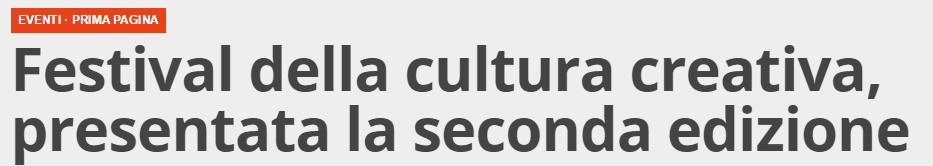 EVENTI · PRIMA PAGINA
Festival della cultura creativa,
presentata la seconda edizione